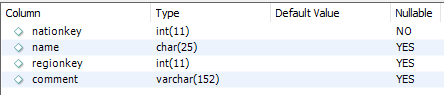 Column Type Default Value Nullable
nationkey int(11) NO
name char(25) YES
regionkey int(11) YES
comment varchar(152) YES